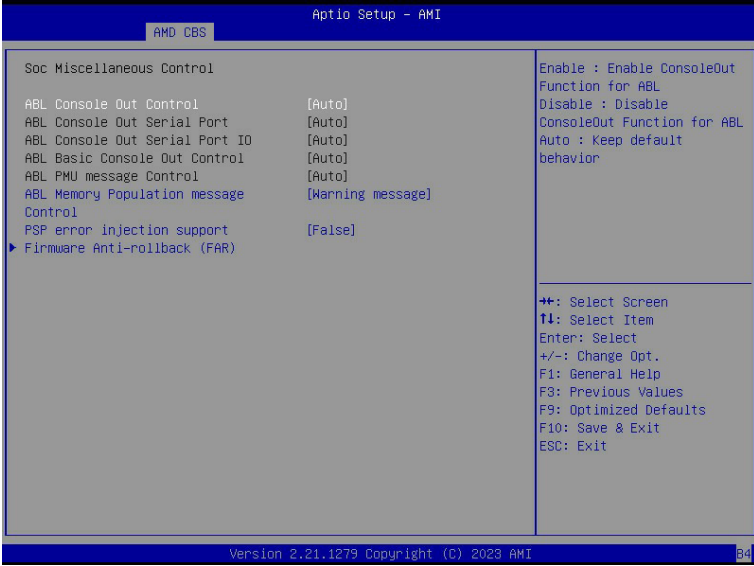 Aptio Setup – AMI
AMD CBS
Soc Miscellaneous Control
ABL Console Out Control [Auto]
ABL Console Out Serial Port [Auto]
ABL Console Out Serial Port IO [Auto]
ABL Basic Console Out Control [Auto]
ABL PMU message Control [Auto]
ABL Memory Population message [Warning message]
Control
PSP error injection support [False]
Firmware Anti-rollback (FAR)
Enable : Enable ConsoleOut
Function for ABL
Disable : Disable
ConsoleOut Function for ABL
Auto : Keep default
behavior
→←: Select Screen
↑↓: Select Item
Enter: Select
+/-: Change Opt.
F1: General Help
F3: Previous Values
F9: Optimized Defaults
F10: Save & Exit
ESC: Exit
Version 2.21.1279 Copyright (C) 2023 AMI
B4